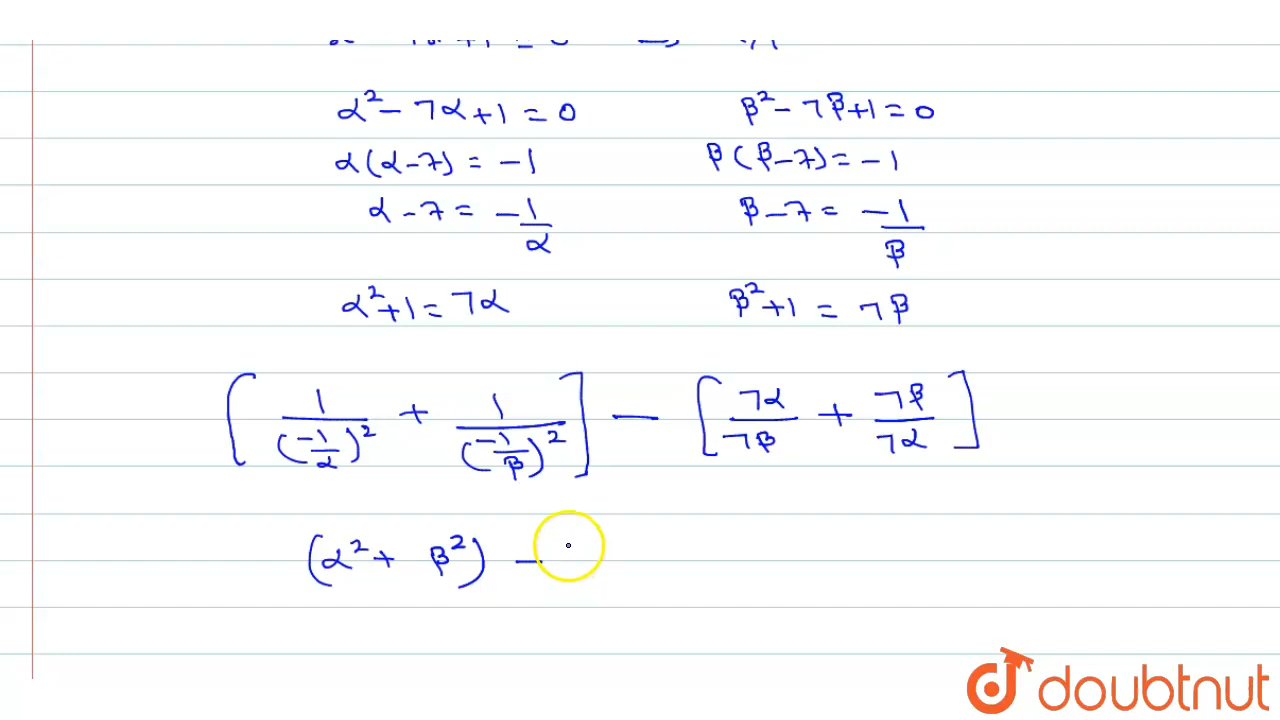 α² - 7α + 1 = 0 β² - 7β + 1 = 0
α(α - 7) = -1 β(β - 7) = -1
α - 7 = -1/α β - 7 = -1/β
α² + 1 = 7α β² + 1 = 7β
[1/(-1/α)² + 1/(-1/β)²] - [7α/7β + 7β/7α]
(α² + β²) -
doubtnut